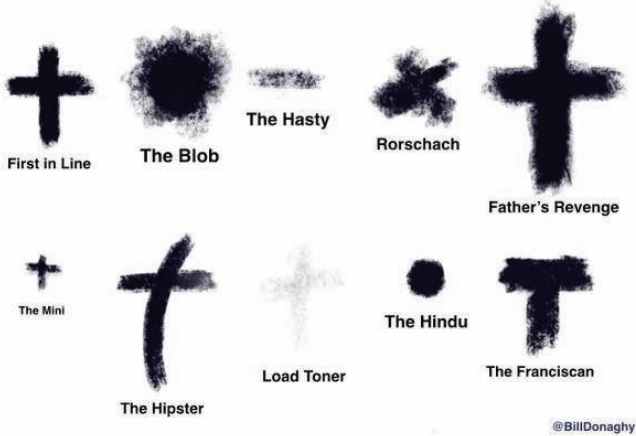 First in Line
The Blob
The Hasty
Rorschach
Father's Revenge
The Mini
The Hipster
Load Toner
The Hindu
The Franciscan
@BillDonaghy